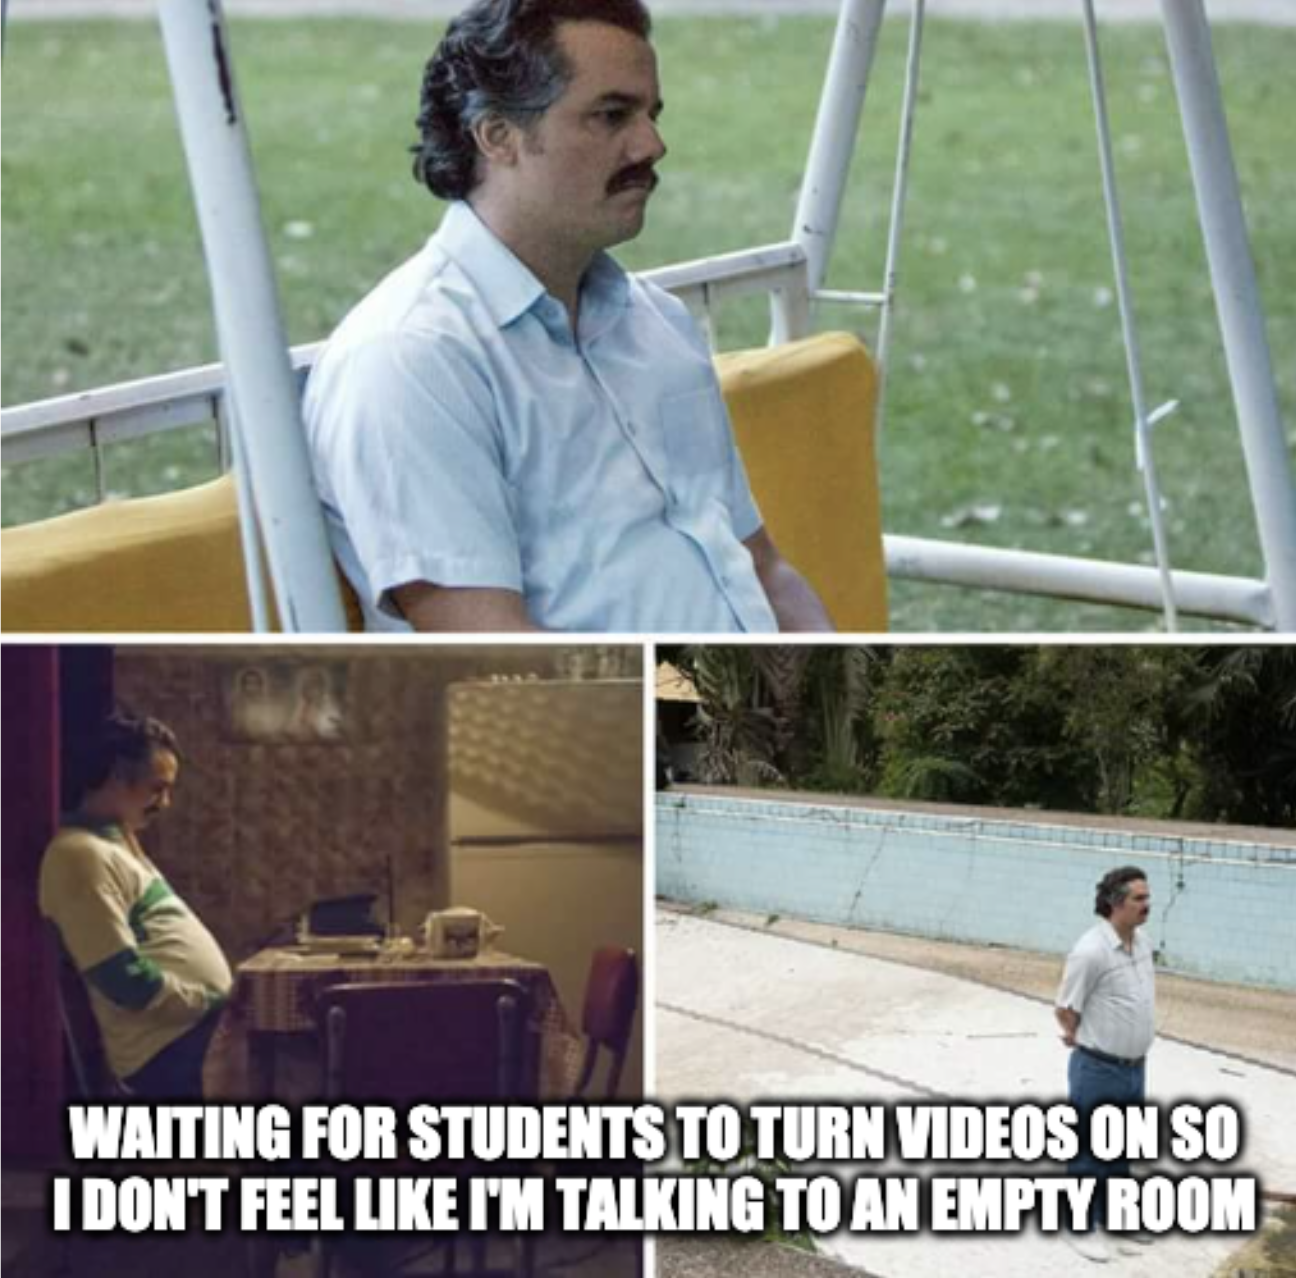 WAITING FOR STUDENTS TO TURN VIDEOS ON SO
I DON'T FEEL LIKE I'M TALKING TO AN EMPTY ROOM